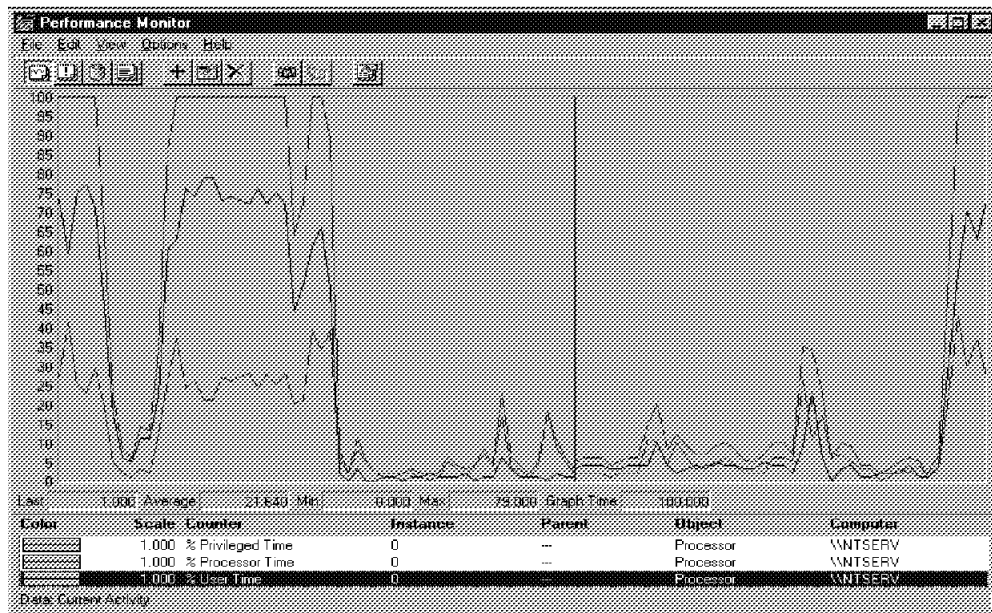 Performance Monitor
File Edit View Options Help
100
95
90
85
80
75
70
65
60
55
50
45
40
35
30
25
20
15
10
5
0
Last 1.000 Average 21.640 Min 0.000 Max 79.000 Graph Time 100.000
Color Scale Counter Instance Parent Object Computer
1.000 % Privileged Time 0 --- Processor \\NTSERV
1.000 % Processor Time 0 --- Processor \\NTSERV
1.000 % User Time 0 --- Processor \\NTSERV
Data: Current Activity